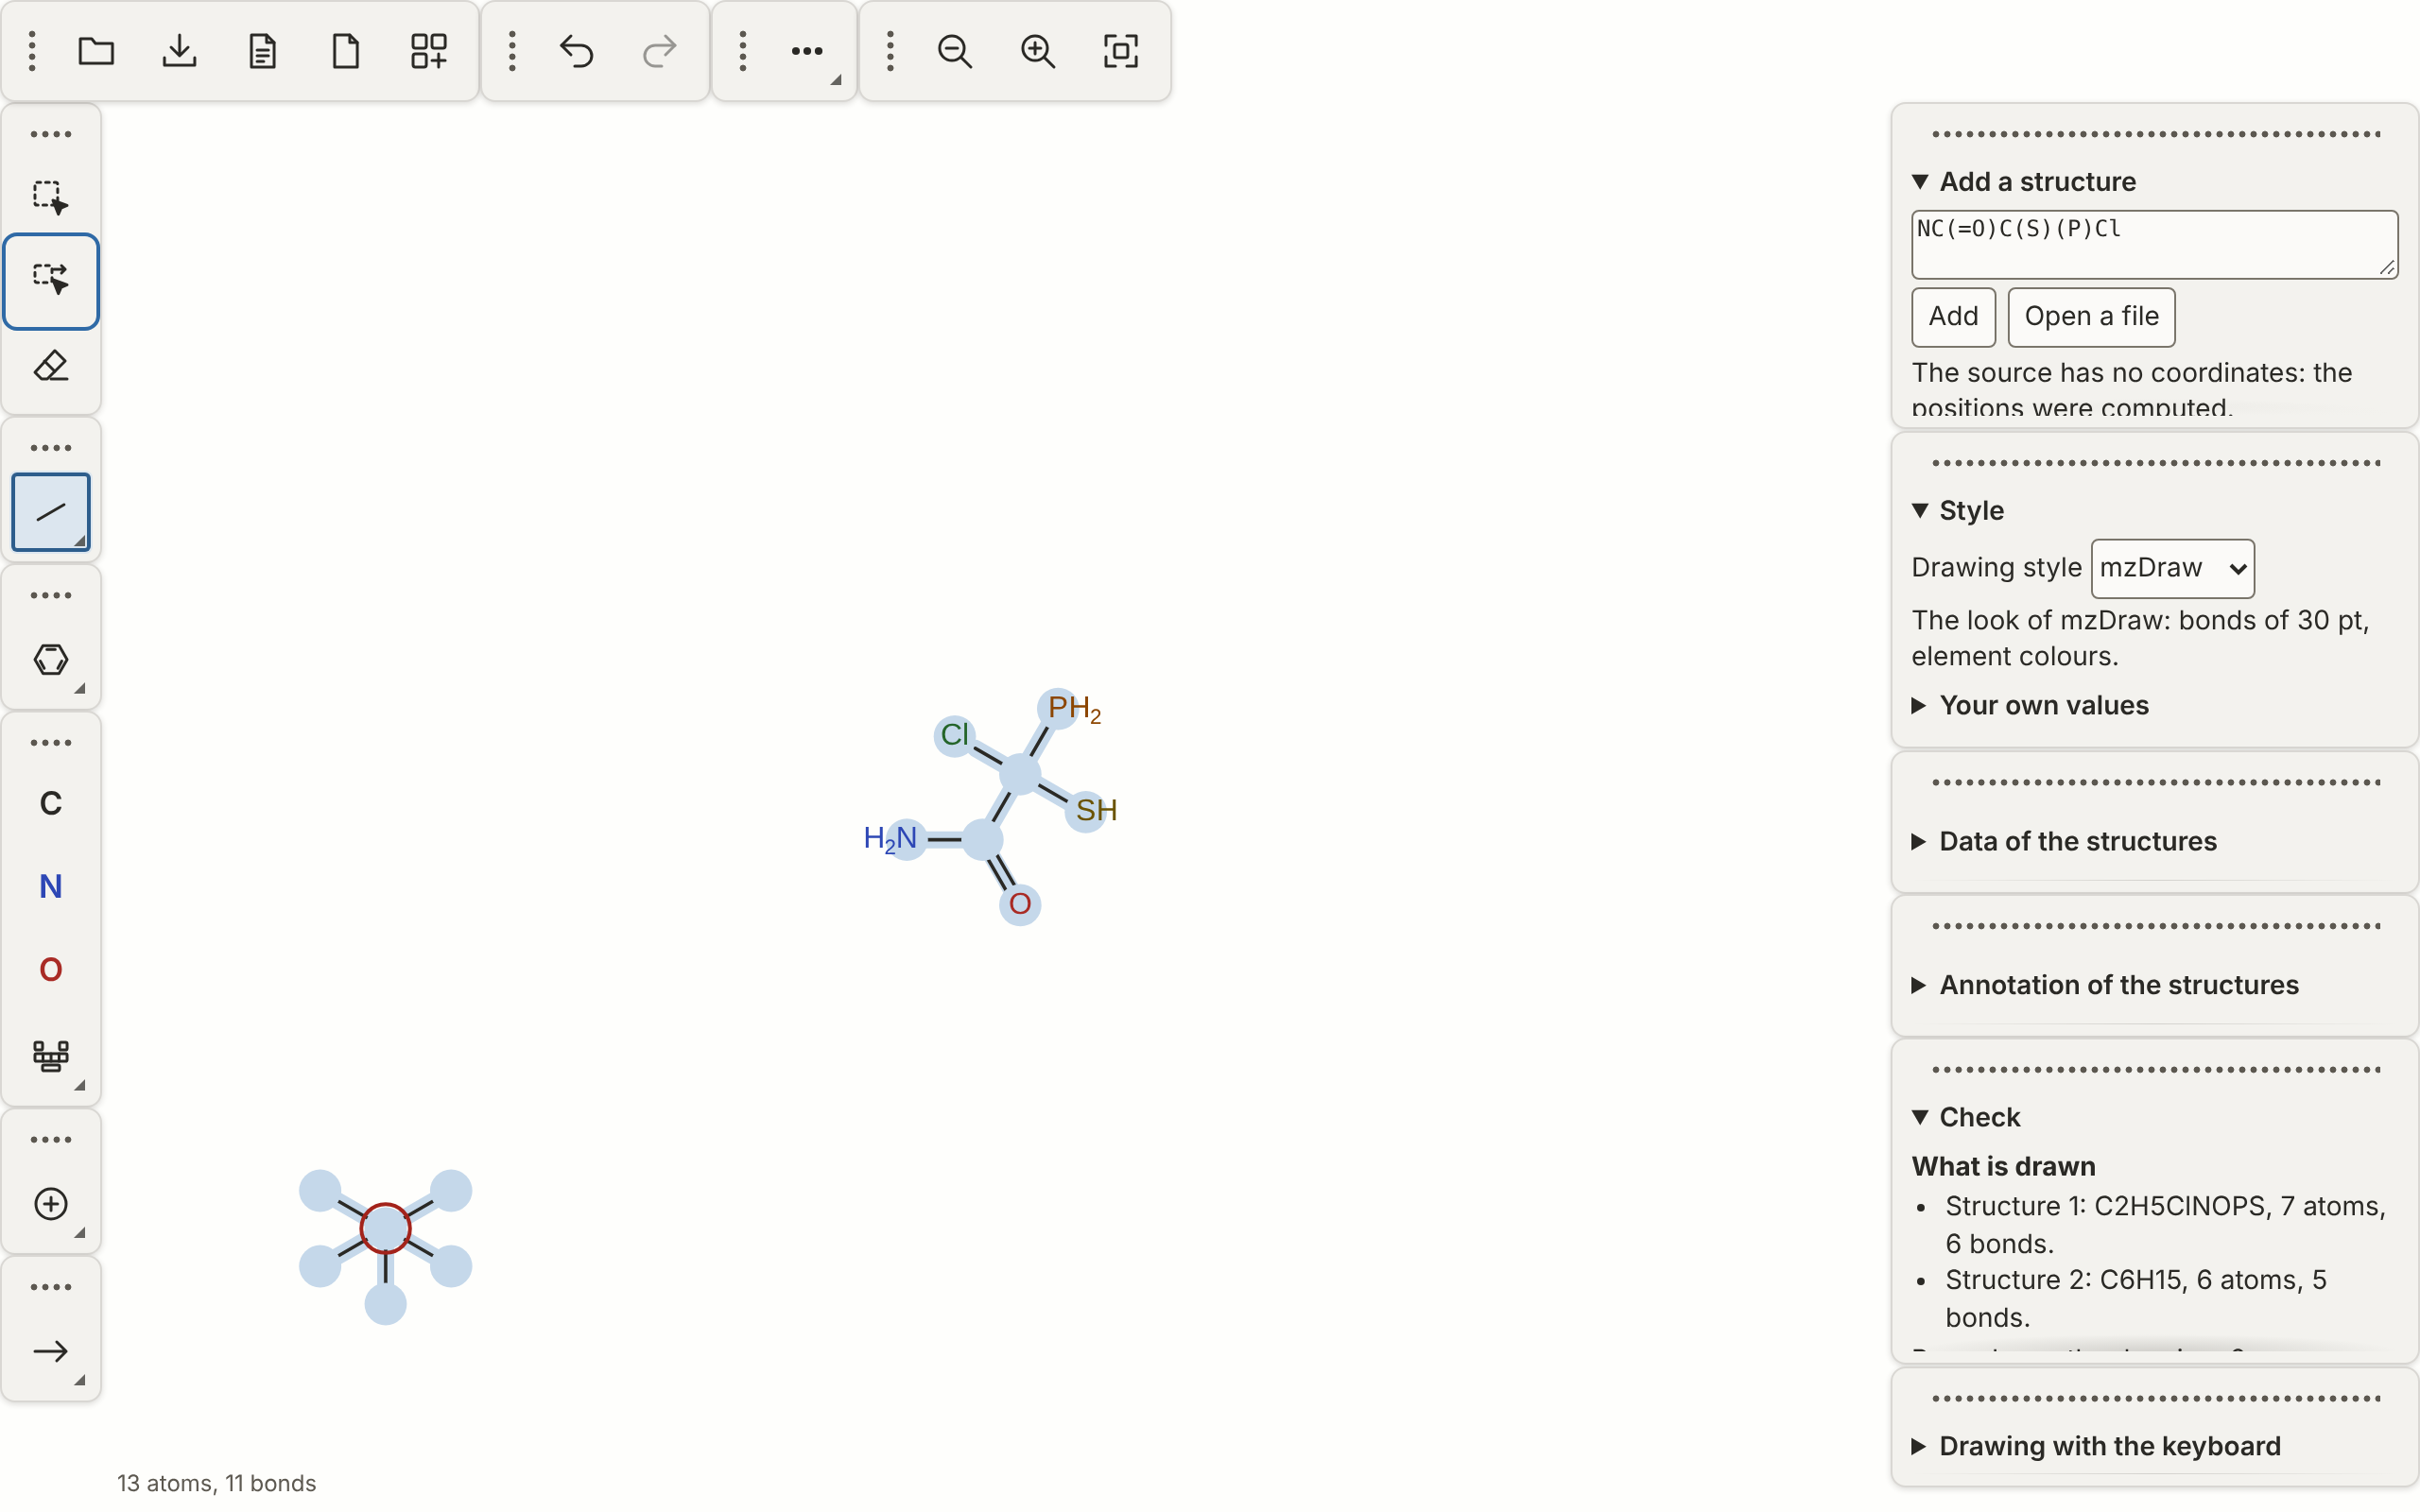 Add a structure
NC(=O)C(S)(P)Cl
Add
Open a file
The source has no coordinates: the
positions were computed.
Style
Drawing style
mzDraw
The look of mzDraw: bonds of 30 pt,
element colours.
Your own values
Data of the structures
Annotation of the structures
Check
What is drawn
• Structure 1: C2H5ClNOPS, 7 atoms,
6 bonds.
• Structure 2: C6H15, 6 atoms, 5
bonds.
Drawing with the keyboard
C
N
O
PH2
Cl
SH
H2N
O
13 atoms, 11 bonds